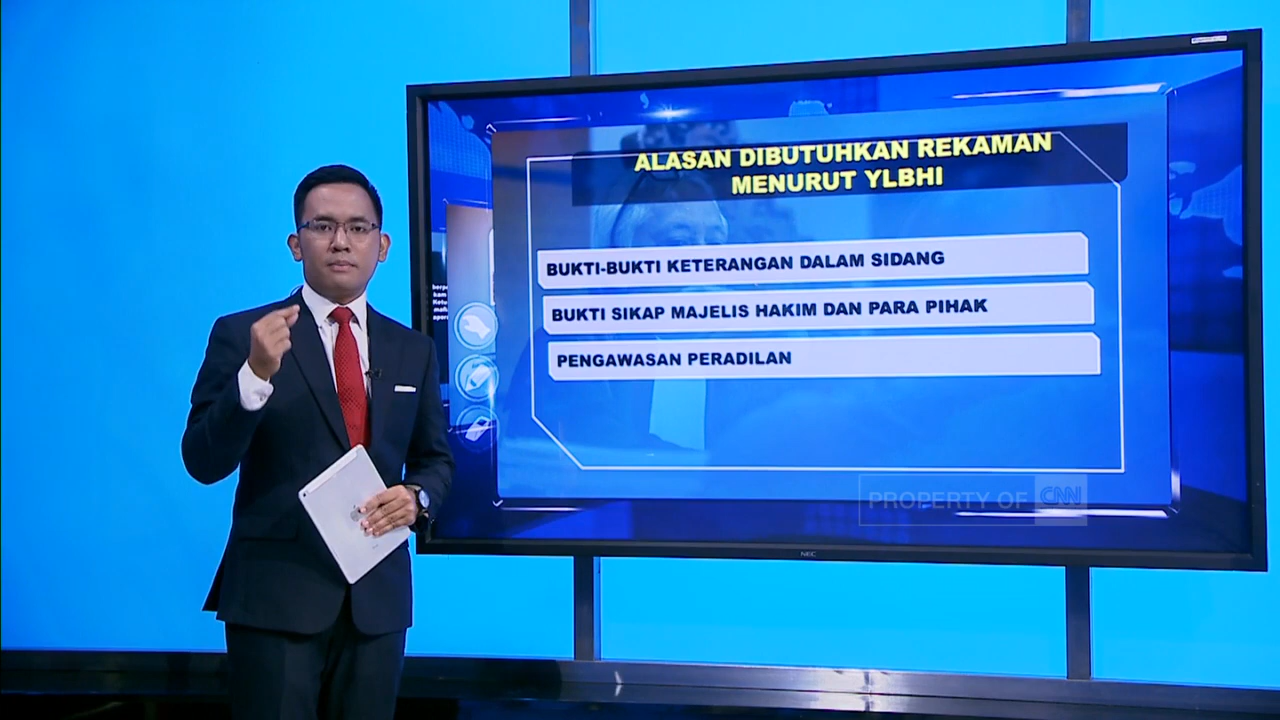 ALASAN DIBUTUHKAN REKAMAN
MENURUT YLBHI
BUKTI-BUKTI KETERANGAN DALAM SIDANG
BUKTI SIKAP MAJELIS HAKIM DAN PARA PIHAK
PENGAWASAN PERADILAN
PROPERTY OF CNN
NEC